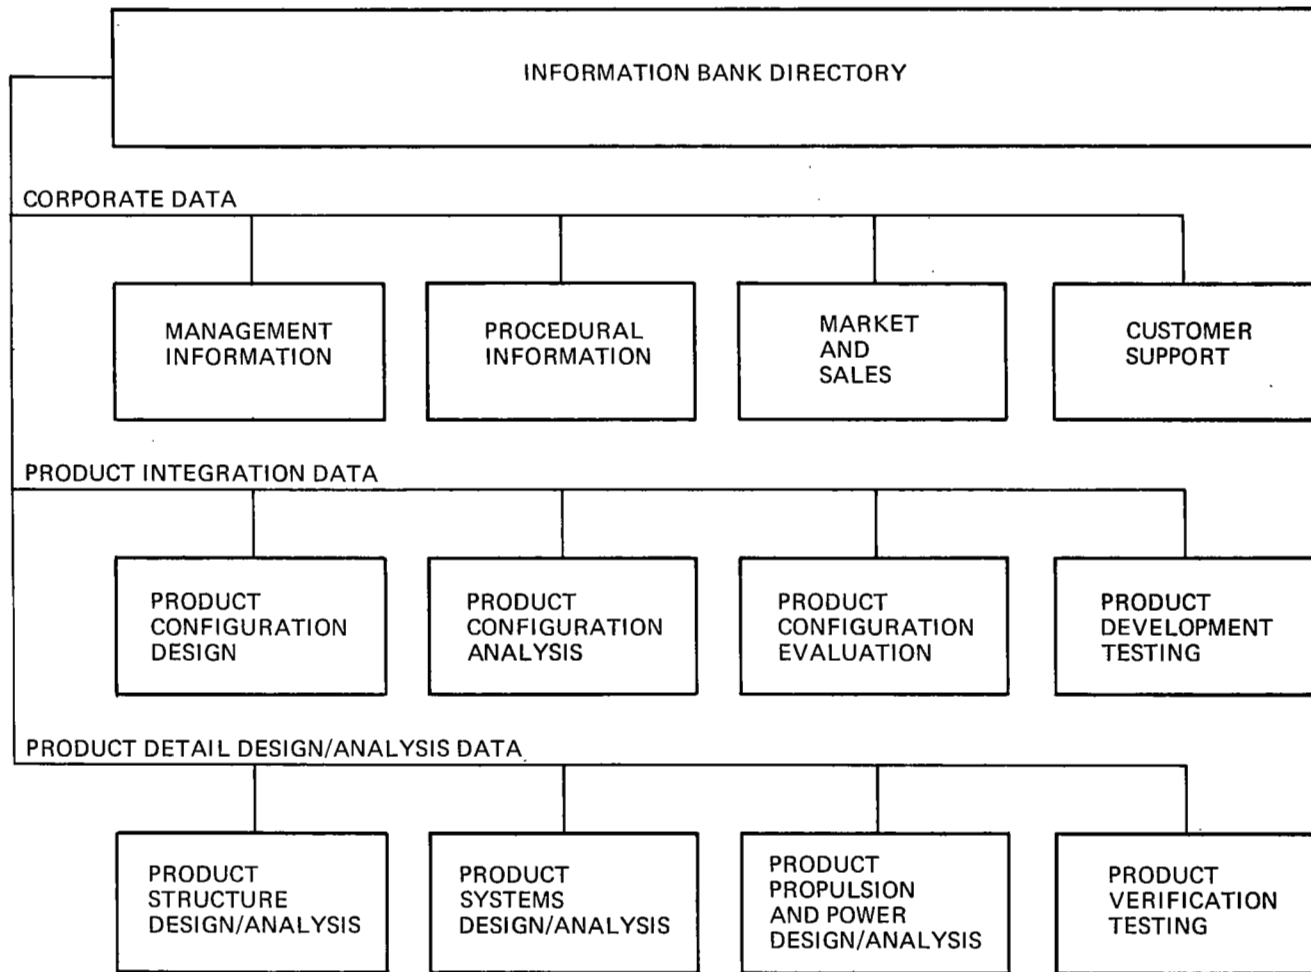 INFORMATION BANK DIRECTORY
CORPORATE DATA
MANAGEMENT
INFORMATION
PROCEDURAL
INFORMATION
MARKET
AND
SALES
CUSTOMER
SUPPORT
PRODUCT INTEGRATION DATA
PRODUCT
CONFIGURATION
DESIGN
PRODUCT
CONFIGURATION
ANALYSIS
PRODUCT
CONFIGURATION
EVALUATION
PRODUCT
DEVELOPMENT
TESTING
PRODUCT DETAIL DESIGN/ANALYSIS DATA
PRODUCT
STRUCTURE
DESIGN/ANALYSIS
PRODUCT
SYSTEMS
DESIGN/ANALYSIS
PRODUCT
PROPULSION
AND POWER
DESIGN/ANALYSIS
PRODUCT
VERIFICATION
TESTING